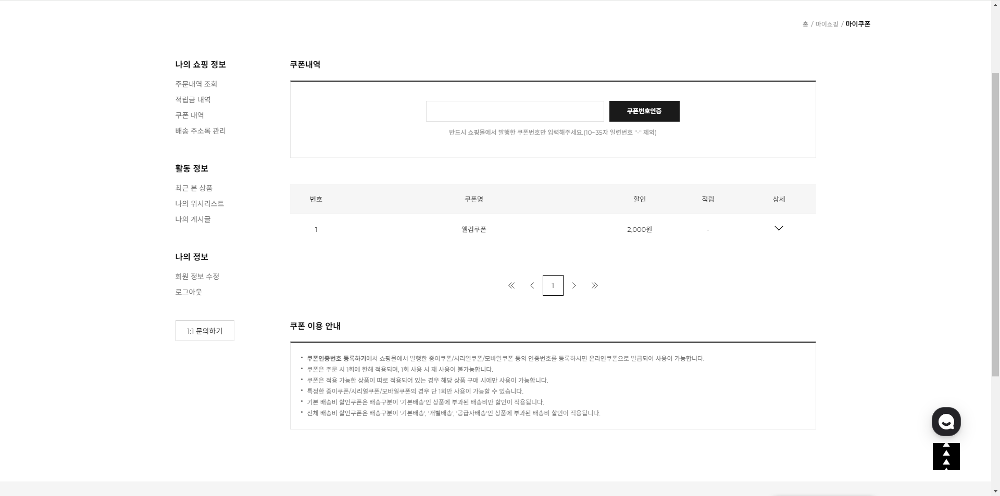 홈 / 마이쇼핑 / 마이쿠폰
나의 쇼핑 정보
주문내역 조회
적립금 내역
쿠폰 내역
배송 주소록 관리
활동 정보
최근 본 상품
나의 위시리스트
나의 게시글
나의 정보
회원 정보 수정
로그아웃
1:1 문의하기
쿠폰내역
쿠폰번호인증
반드시 쇼핑몰에서 발행한 쿠폰번호만 입력해주세요.(10~35자 일련번호 "-" 제외)
번호 쿠폰명 할인 적립 상세
1 웰컴쿠폰 2,000원 -
1
쿠폰 이용 안내
• 쿠폰인증번호 등록하기에서 쇼핑몰에서 발행한 종이쿠폰/시리얼쿠폰/모바일쿠폰 등의 인증번호를 등록하시면 온라인쿠폰으로 발급되어 사용이 가능합니다.
• 쿠폰은 주문 시 1회에 한해 적용되며, 1회 사용 시 재 사용이 불가능합니다.
• 쿠폰은 적용 가능한 상품이 따로 적용되어 있는 경우 해당 상품 구매 시에만 사용이 가능합니다.
• 특정한 종이쿠폰/시리얼쿠폰/모바일쿠폰의 경우 단 1회만 사용이 가능할 수 있습니다.
• 기본 배송비 할인쿠폰은 배송구분이 '기본배송'인 상품에 부과된 배송비만 할인이 적용됩니다.
• 전체 배송비 할인쿠폰은 배송구분이 '기본배송', '개별배송', '공급사배송'인 상품에 부과된 배송비 할인이 적용됩니다.